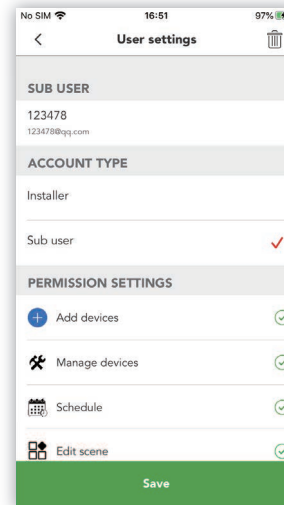 No SIM 16:51 97%
User settings
SUB USER
123478
123478@qq.com
ACCOUNT TYPE
Installer
Sub user
PERMISSION SETTINGS
Add devices
Manage devices
Schedule
Edit scene
Save